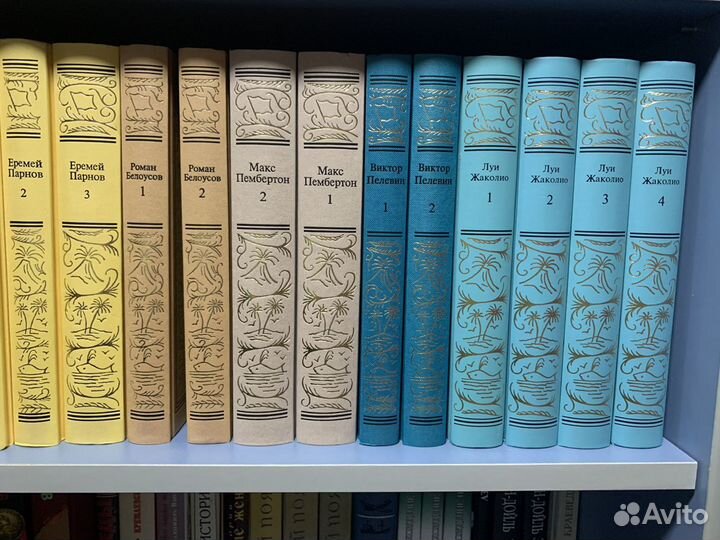 Еремей
Парнов
2
Еремей
Парнов
3
Роман
Белоусов
1
Роман
Белоусов
2
Макс
Пембертон
2
Макс
Пембертон
1
Виктор
Пелевин
1
Виктор
Пелевин
2
Луи
Жаколио
1
Луи
Жаколио
2
Луи
Жаколио
3
Луи
Жаколио
4
Avito